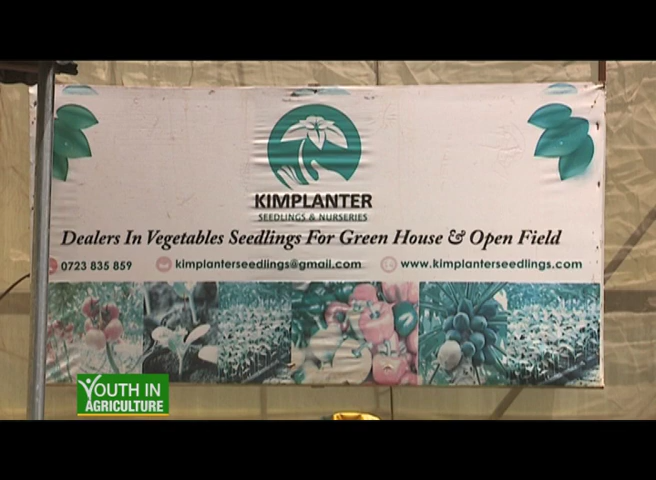 KIMPLANTER
SEEDLINGS & NURSERIES
Dealers In Vegetables Seedlings For Green House & Open Field
0723 835 859 kimplanterseedlings@gmail.com www.kimplanterseedlings.com
YOUTH IN
AGRICULTURE